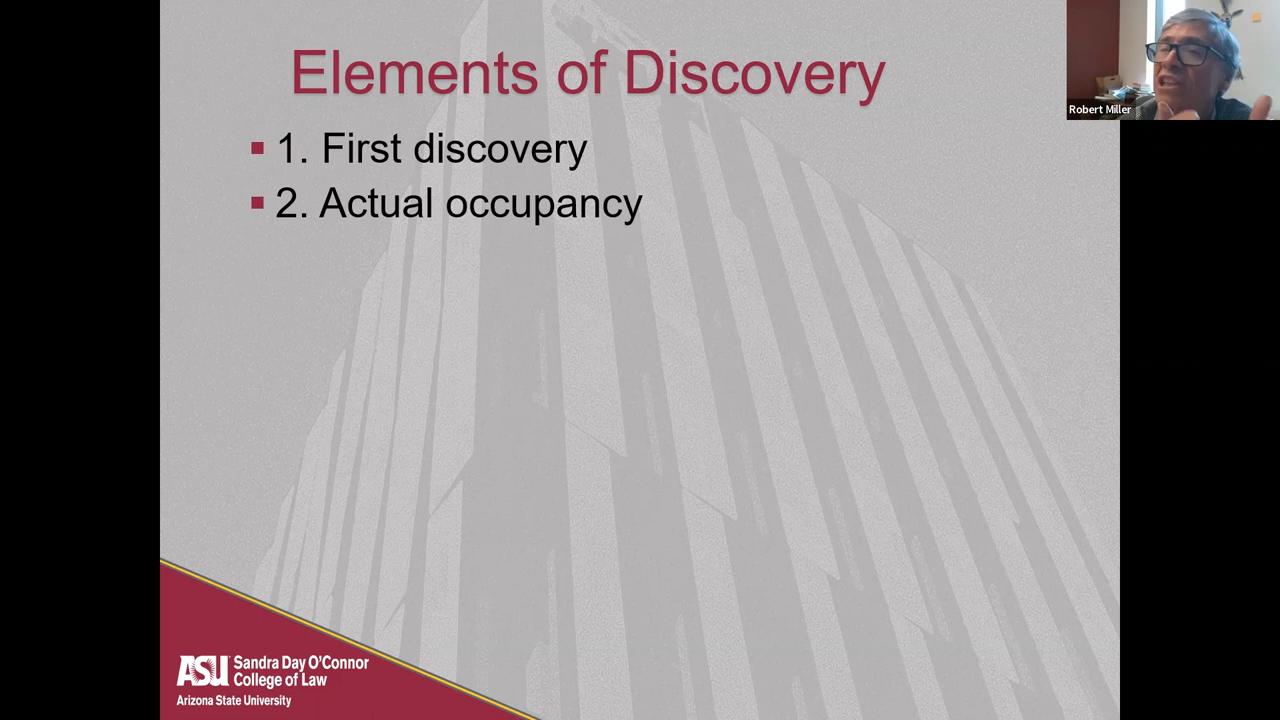 Elements of Discovery
1. First discovery
2. Actual occupancy
Robert Miller
ASU Sandra Day O'Connor
College of Law
Arizona State University